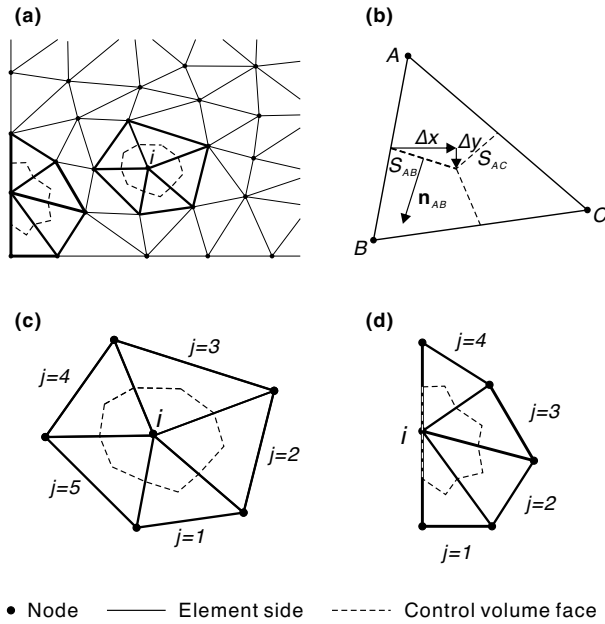 (a)
i
(b)
A
Δx
Δy
S_AB
S_AC
n_AB
B
C
(c)
j=3
j=4
i
j=2
j=5
j=1
(d)
j=4
j=3
i
j=2
j=1
Node
Element side
Control volume face